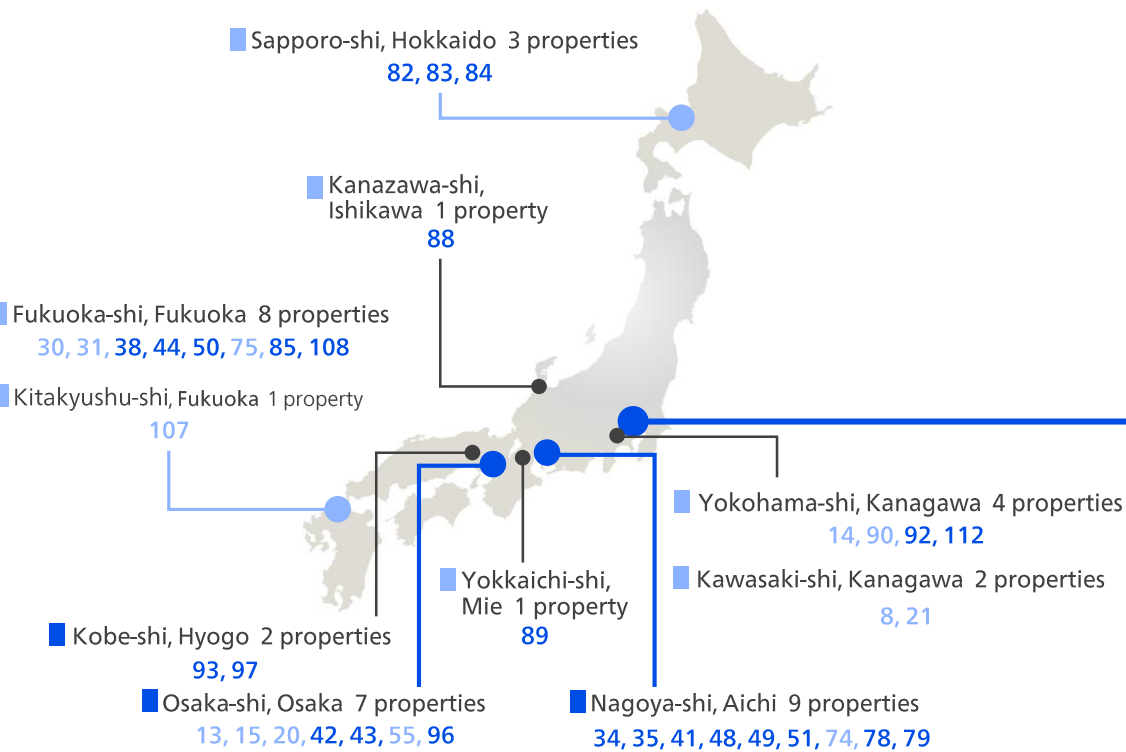 Sapporo-shi, Hokkaido 3 properties
82, 83, 84
Kanazawa-shi,
Ishikawa 1 property
88
Fukuoka-shi, Fukuoka 8 properties
30, 31, 38, 44, 50, 75, 85, 108
Kitakyushu-shi, Fukuoka 1 property
107
Yokohama-shi, Kanagawa 4 properties
14, 90, 92, 112
Yokkaichi-shi,
Mie 1 property
89
Kawasaki-shi, Kanagawa 2 properties
8, 21
Kobe-shi, Hyogo 2 properties
93, 97
Osaka-shi, Osaka 7 properties
13, 15, 20, 42, 43, 55, 96
Nagoya-shi, Aichi 9 properties
34, 35, 41, 48, 49, 51, 74, 78, 79